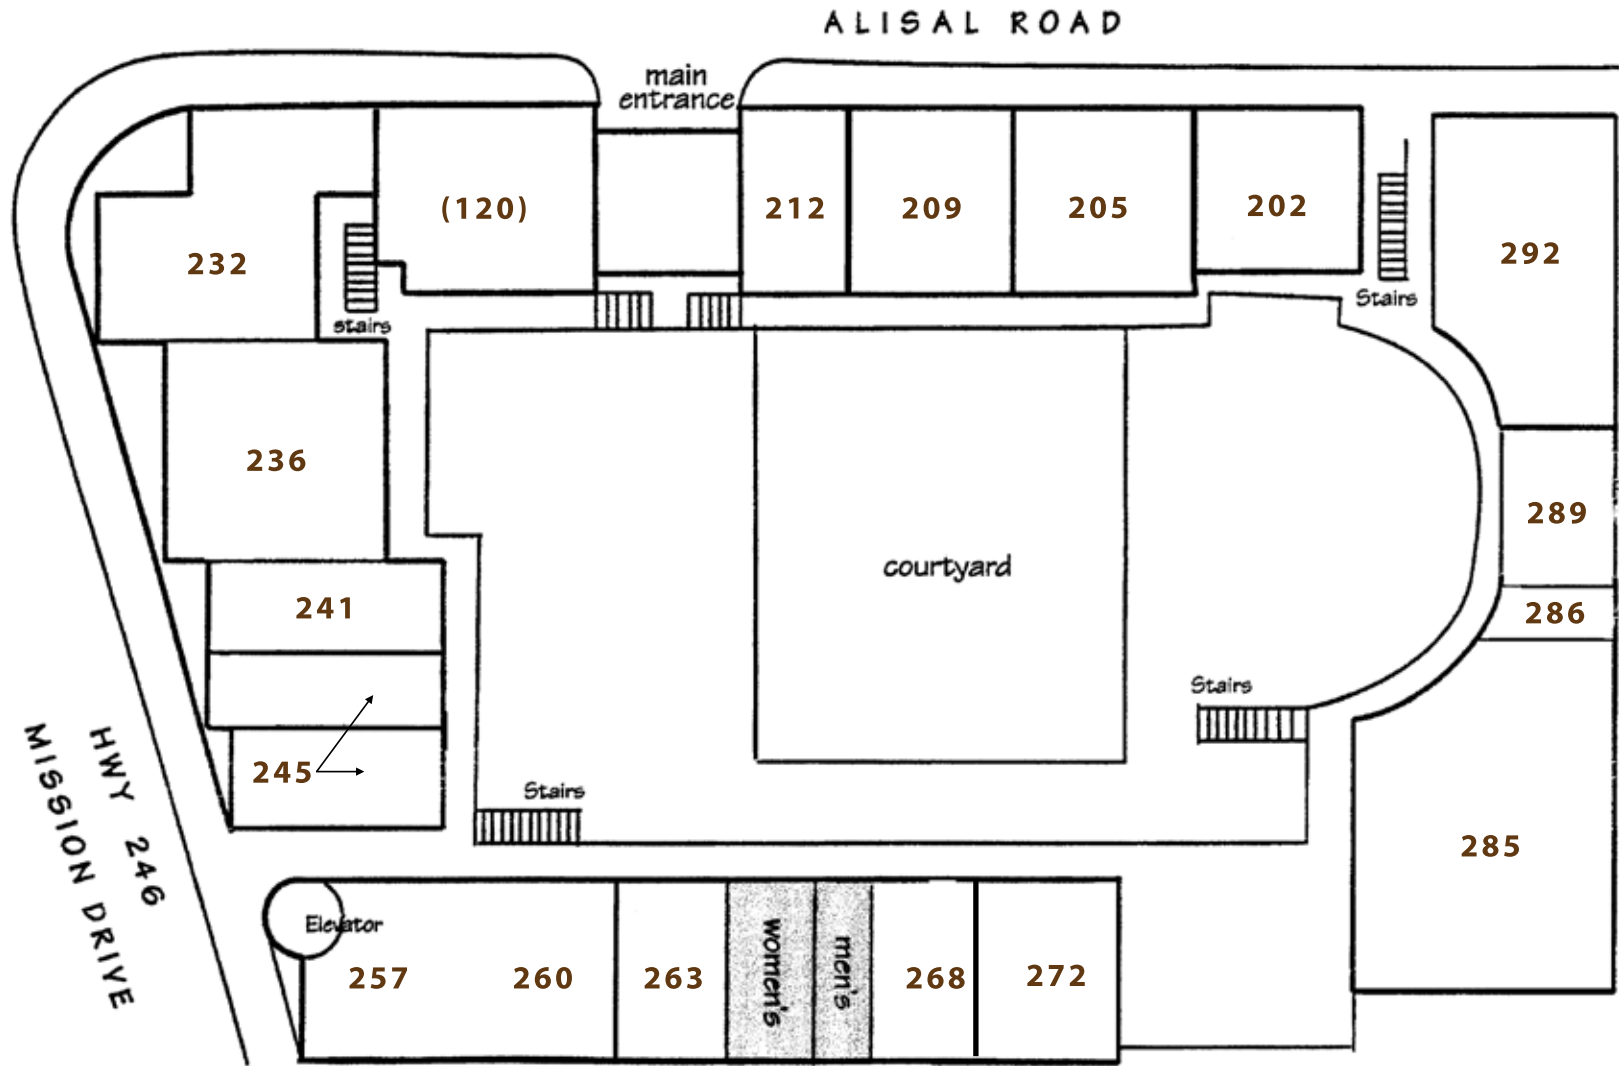 ALISAL ROAD
main
entrance
(120)
212
209
205
202
232
292
stairs
Stairs
236
289
courtyard
241
286
Stairs
245
Stairs
HWY 246
MISSION DRIVE
285
Elevator
257
260
263
women's
men's
268
272